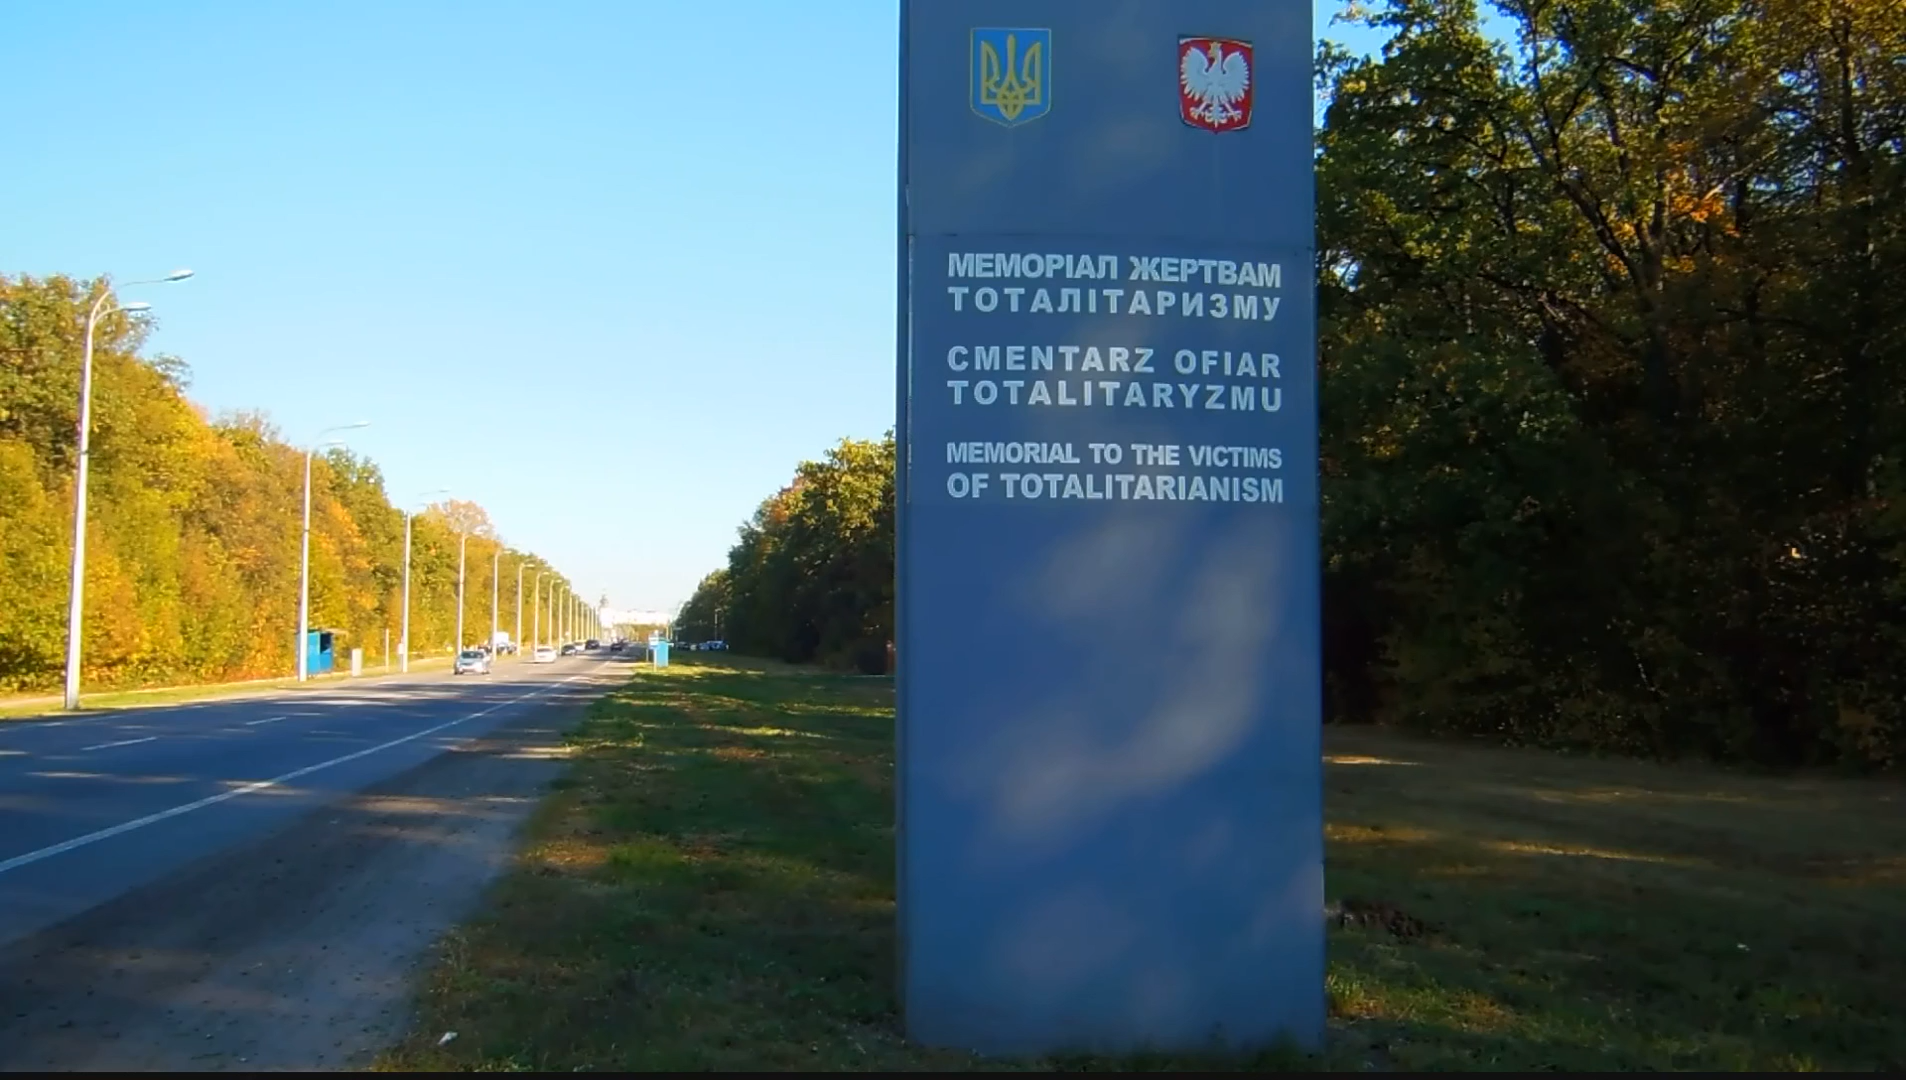 МЕМОРІАЛ ЖЕРТВАМ
ТОТАЛІТАРИЗМУ
CMENTARZ OFIAR
TOTALITARYZMU
MEMORIAL TO THE VICTIMS
OF TOTALITARIANISM